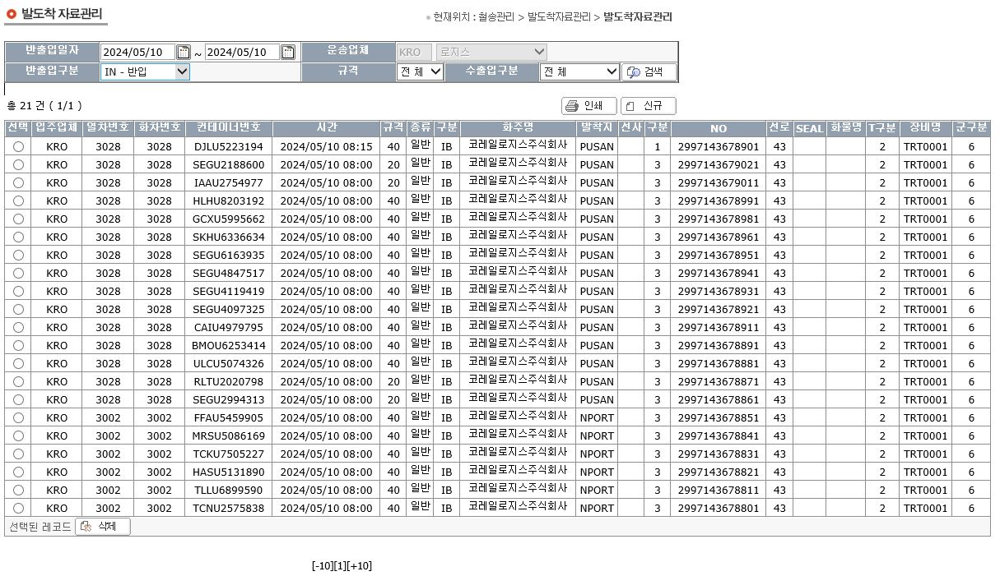 발도착 자료관리
현재위치 : 철송관리 > 발도착자료관리 > 발도착자료관리
반출입일자 2024/05/10 ~ 2024/05/10 운송업체 KRO 로지스
반출입구분 IN - 반입 규격 전 체 수출입구분 전 체 검색
총 21 건 ( 1/1 ) 인쇄 신규
선택 입주업체 열차번호 화차번호 컨테이너번호 시간 규격 종류 구분 화주명 발착지 선사 구분 NO 선로 SEAL 화물명 T구분 장비명 군구분
KRO 3028 3028 DJLU5223194 2024/05/10 08:15 40 일반 IB 코레일로지스주식회사 PUSAN 1 2997143678901 43 2 TRT0001 6
KRO 3028 3028 SEGU2188600 2024/05/10 08:00 20 일반 IB 코레일로지스주식회사 PUSAN 3 2997143679021 43 2 TRT0001 6
KRO 3028 3028 IAAU2754977 2024/05/10 08:00 20 일반 IB 코레일로지스주식회사 PUSAN 3 2997143679011 43 2 TRT0001 6
KRO 3028 3028 HLHU8203192 2024/05/10 08:00 40 일반 IB 코레일로지스주식회사 PUSAN 3 2997143678991 43 2 TRT0001 6
KRO 3028 3028 GCXU5995662 2024/05/10 08:00 40 일반 IB 코레일로지스주식회사 PUSAN 3 2997143678981 43 2 TRT0001 6
KRO 3028 3028 SKHU6336634 2024/05/10 08:00 40 일반 IB 코레일로지스주식회사 PUSAN 3 2997143678961 43 2 TRT0001 6
KRO 3028 3028 SEGU6163935 2024/05/10 08:00 40 일반 IB 코레일로지스주식회사 PUSAN 3 2997143678951 43 2 TRT0001 6
KRO 3028 3028 SEGU4847517 2024/05/10 08:00 40 일반 IB 코레일로지스주식회사 PUSAN 3 2997143678941 43 2 TRT0001 6
KRO 3028 3028 SEGU4119419 2024/05/10 08:00 40 일반 IB 코레일로지스주식회사 PUSAN 3 2997143678931 43 2 TRT0001 6
KRO 3028 3028 SEGU4097325 2024/05/10 08:00 40 일반 IB 코레일로지스주식회사 PUSAN 3 2997143678921 43 2 TRT0001 6
KRO 3028 3028 CAIU4979795 2024/05/10 08:00 40 일반 IB 코레일로지스주식회사 PUSAN 3 2997143678911 43 2 TRT0001 6
KRO 3028 3028 BMOU6253414 2024/05/10 08:00 40 일반 IB 코레일로지스주식회사 PUSAN 3 2997143678891 43 2 TRT0001 6
KRO 3028 3028 ULCU5074326 2024/05/10 08:00 40 일반 IB 코레일로지스주식회사 PUSAN 3 2997143678881 43 2 TRT0001 6
KRO 3028 3028 RLTU2020798 2024/05/10 08:00 20 일반 IB 코레일로지스주식회사 PUSAN 3 2997143678871 43 2 TRT0001 6
KRO 3028 3028 SEGU2994313 2024/05/10 08:00 20 일반 IB 코레일로지스주식회사 PUSAN 3 2997143678861 43 2 TRT0001 6
KRO 3002 3002 FFAU5459905 2024/05/10 08:00 40 일반 IB 코레일로지스주식회사 NPORT 3 2997143678851 43 2 TRT0001 6
KRO 3002 3002 MRSU5086169 2024/05/10 08:00 40 일반 IB 코레일로지스주식회사 NPORT 3 2997143678841 43 2 TRT0001 6
KRO 3002 3002 TCKU7505227 2024/05/10 08:00 40 일반 IB 코레일로지스주식회사 NPORT 3 2997143678831 43 2 TRT0001 6
KRO 3002 3002 HASU5131890 2024/05/10 08:00 40 일반 IB 코레일로지스주식회사 NPORT 3 2997143678821 43 2 TRT0001 6
KRO 3002 3002 TLLU6899590 2024/05/10 08:00 40 일반 IB 코레일로지스주식회사 NPORT 3 2997143678811 43 2 TRT0001 6
KRO 3002 3002 TCNU2575838 2024/05/10 08:00 40 일반 IB 코레일로지스주식회사 NPORT 3 2997143678801 43 2 TRT0001 6
선택된 레코드 삭제
[-10][1][+10]